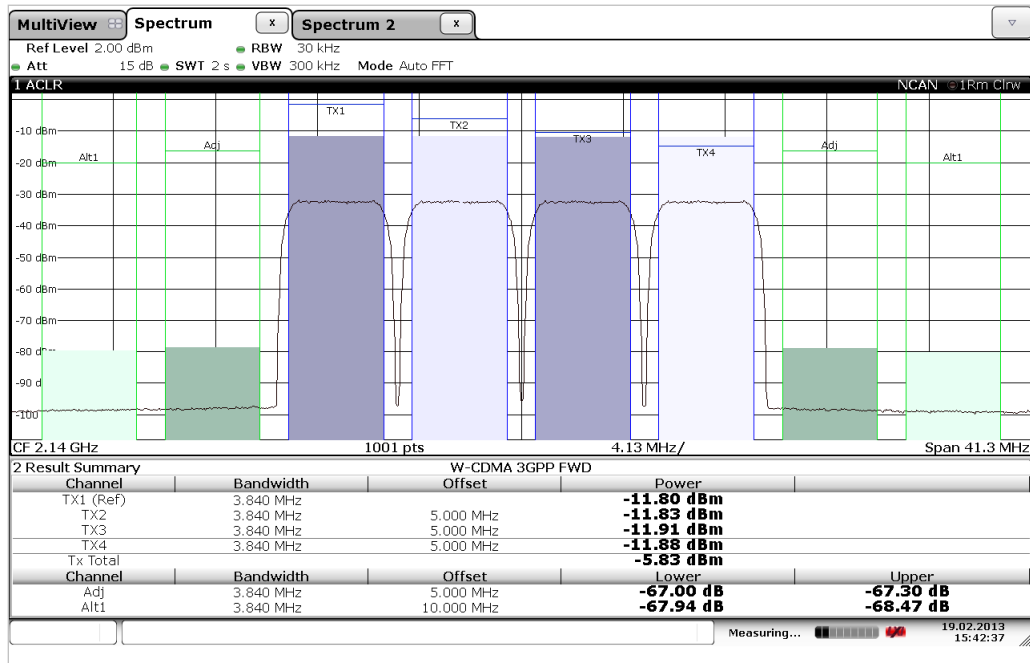 MultiView Spectrum x Spectrum 2 x
Ref Level 2.00 dBm RBW 30 kHz
Att 15 dB SWT 2 s VBW 300 kHz Mode Auto FFT
1 ACLR NCAN 1Rm Clrw
TX1
TX2
-10 dBm
TX3
Adj Adj
TX4
Alt1 Alt1
-20 dBm
-30 dBm
-40 dBm
-50 dBm
-60 dBm
-70 dBm
-80 d
-90 d
-100
CF 2.14 GHz 1001 pts 4.13 MHz/ Span 41.3 MHz
2 Result Summary W-CDMA 3GPP FWD
Channel Bandwidth Offset Power
TX1 (Ref) 3.840 MHz -11.80 dBm
TX2 3.840 MHz 5.000 MHz -11.83 dBm
TX3 3.840 MHz 5.000 MHz -11.91 dBm
TX4 3.840 MHz 5.000 MHz -11.88 dBm
Tx Total -5.83 dBm
Channel Bandwidth Offset Lower Upper
Adj 3.840 MHz 5.000 MHz -67.00 dB -67.30 dB
Alt1 3.840 MHz 10.000 MHz -67.94 dB -68.47 dB
Measuring... 19.02.2013
15:42:37